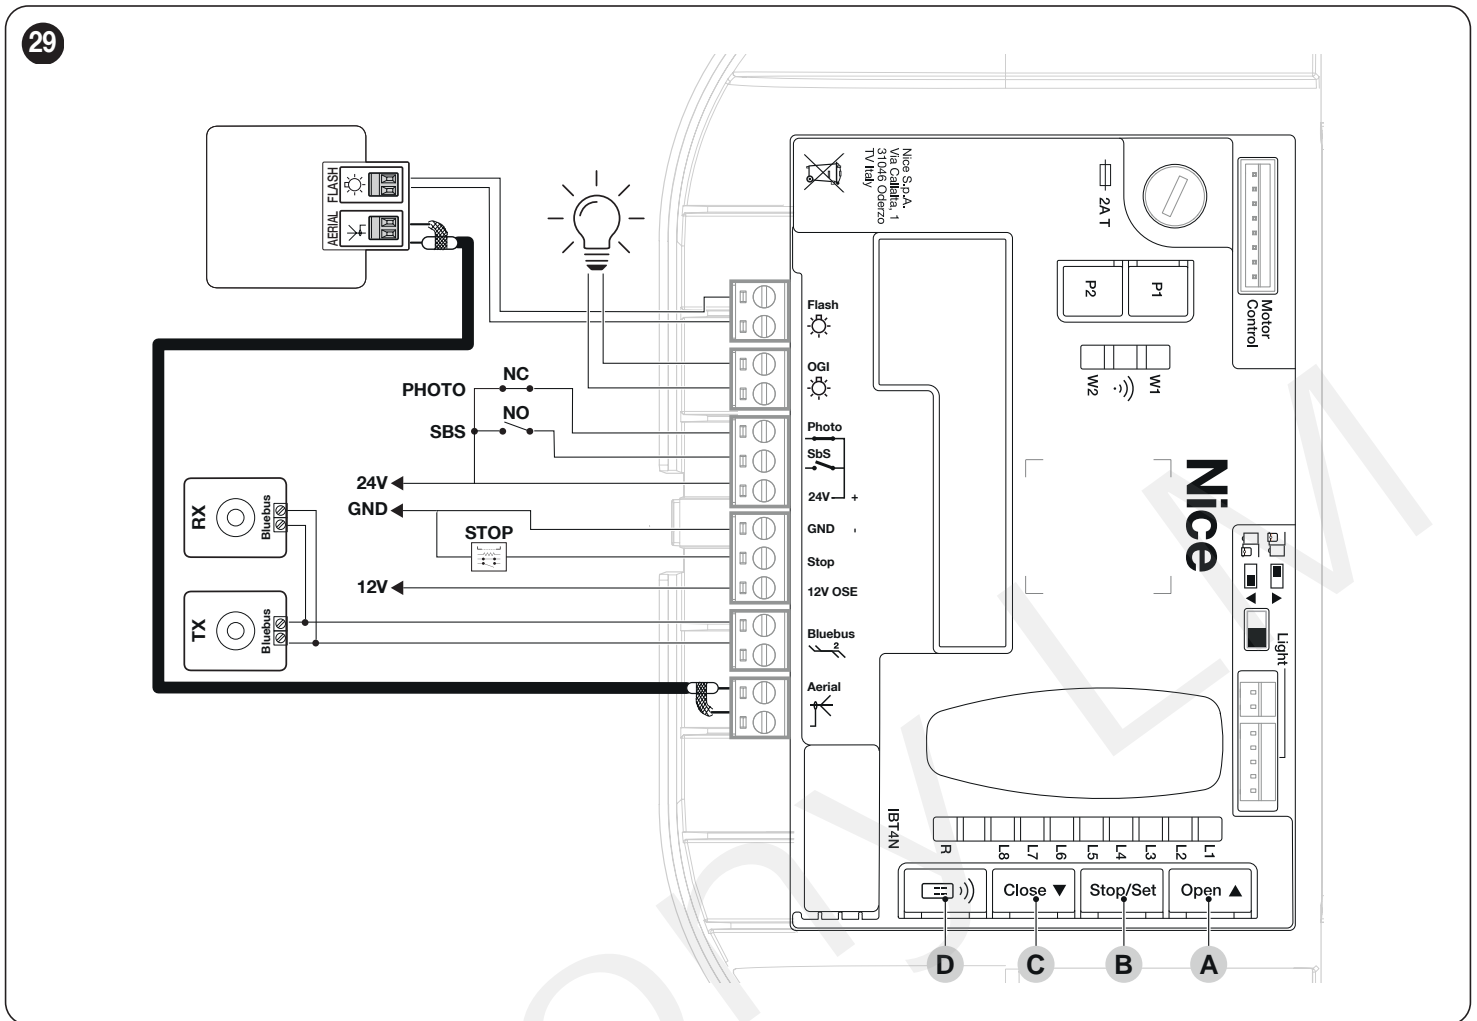 29
FLASH
AERIAL
Nice S.p.A.
Via Callalta, 1
31046 Oderzo
TV Italy
2A T
Motor
Control
P2
P1
W2
W1
Flash
OGI
PHOTO
NC
SBS
NO
Photo
SbS
24V
24V +
GND
GND -
STOP
Stop
12V
12V OSE
RX
Bluebus
TX
Bluebus
Bluebus
2
Aerial
Nice
Light
IBT4N
R
L8
L7
L6
L5
L4
L3
L2
L1
Close ▼
Stop/Set
Open ▲
D
C
B
A